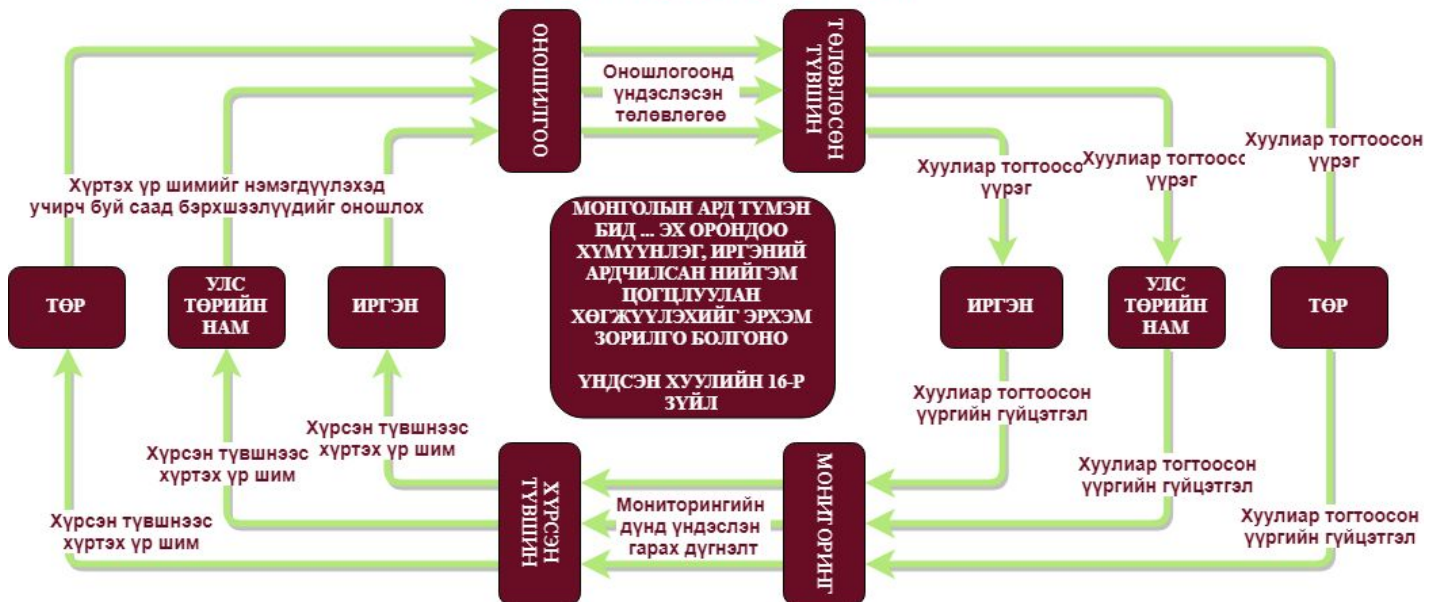 ОНОШИЛГОО
ТӨЛӨВЛӨСӨН
ТҮВШИН
Оношлогоонд
үндэслэсэн
төлөвлөгөө
Хүртэх үр шимийг нэмэгдүүлэхэд
учирч буй саад бэрхшээлүүдийг оношлох
Хуулиар тогтоосо
үүрэг
Хуулиар тогтоосс
үүрэг
Хуулиар тогтоосон
үүрэг
МОНГОЛЫН АРД ТҮМЭН
БИД ... ЭХ ОРОНДОО
ХҮМҮҮНЛЭГ, ИРГЭНИЙ
АРДЧИЛСАН НИЙГЭМ
ЦОГЦЛУУЛАН
ХӨГЖҮҮЛЭХИЙГ ЭРХЭМ
ЗОРИЛГО БОЛГОНО
ҮНДСЭН ХУУЛИЙН 16-Р
ЗҮЙЛ
ТӨР
УЛС
ТӨРИЙН
НАМ
ИРГЭН
ИРГЭН
УЛС
ТӨРИЙН
НАМ
ТӨР
Хүрсэн түвшнээс
хүртэх үр шим
Хүрсэн түвшнээс
хүртэх үр шим
Хүрсэн түвшнээс
хүртэх үр шим
ХҮРСЭН
ТҮВШИН
Мониторингийн
дүнд үндэслэн
гарах дүгнэлт
МОНИТОРИНГ
Хуулиар тогтоосон
үүргийн гүйцэтгэл
Хуулиар тогтоосон
үүргийн гүйцэтгэл
Хуулиар тогтоосон
үүргийн гүйцэтгэл